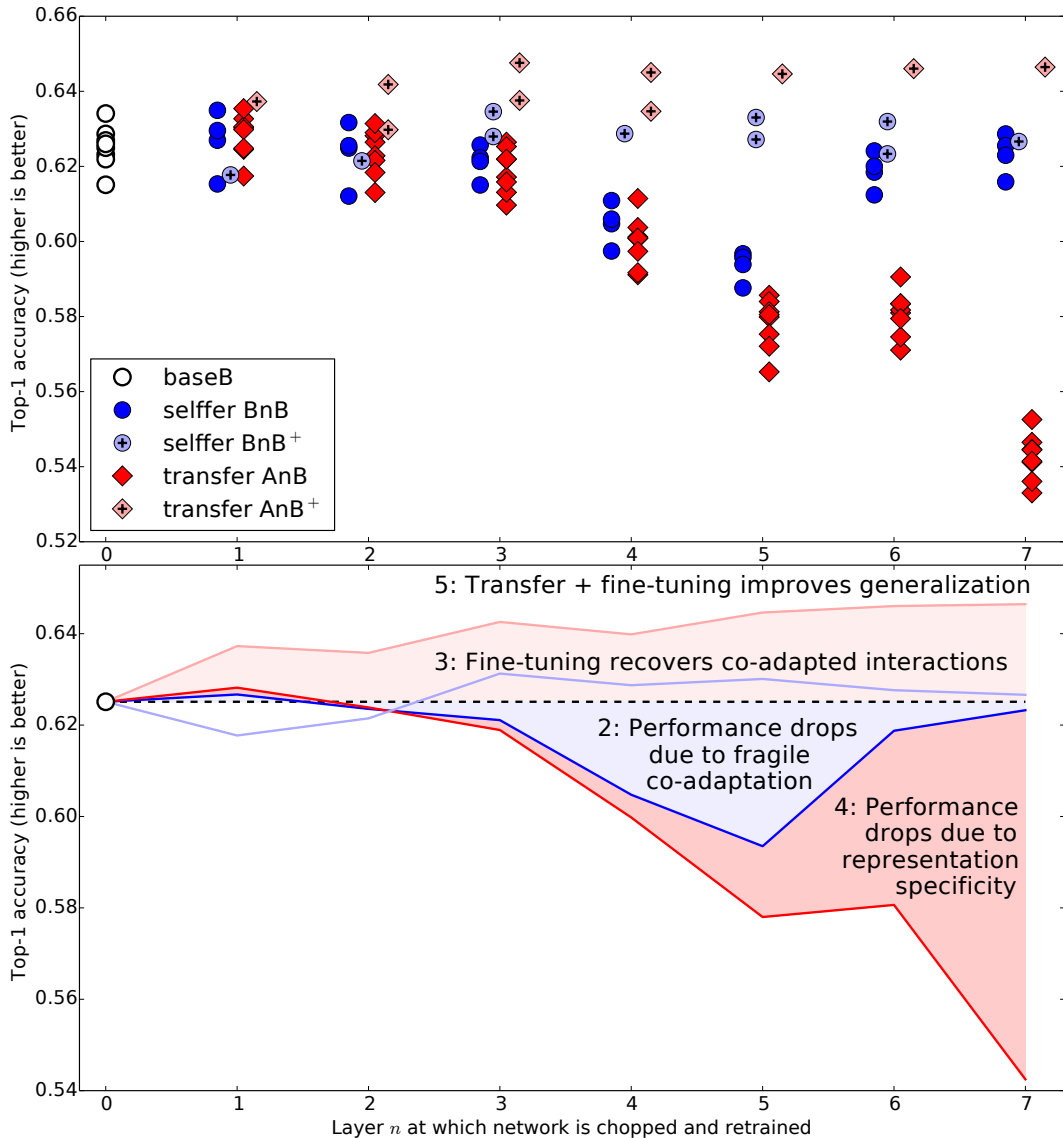 0.66
0.64
0.62
0.60
0.58
0.56
0.54
0.52
Top-1 accuracy (higher is better)
baseB
selffer BnB
selffer BnB⁺
transfer AnB
transfer AnB⁺
0 1 2 3 4 5 6 7
5: Transfer + fine-tuning improves generalization
3: Fine-tuning recovers co-adapted interactions
2: Performance drops
due to fragile
co-adaptation
4: Performance
drops due to
representation
specificity
0.64
0.62
0.60
0.58
0.56
0.54
Top-1 accuracy (higher is better)
0 1 2 3 4 5 6 7
Layer n at which network is chopped and retrained